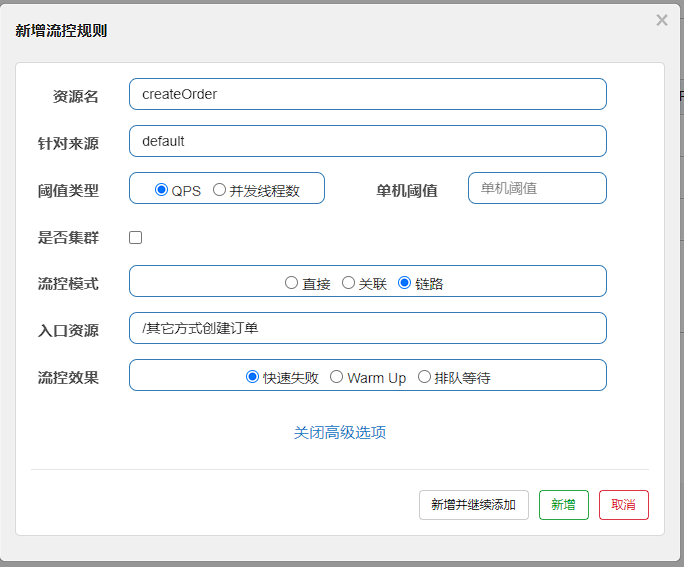 新增流控规则
资源名 createOrder
针对来源 default
阈值类型 QPS 并发线程数 单机阈值 单机阈值
是否集群
流控模式 直接 关联 链路
入口资源 /其它方式创建订单
流控效果 快速失败 Warm Up 排队等待
关闭高级选项
新增并继续添加 新增 取消